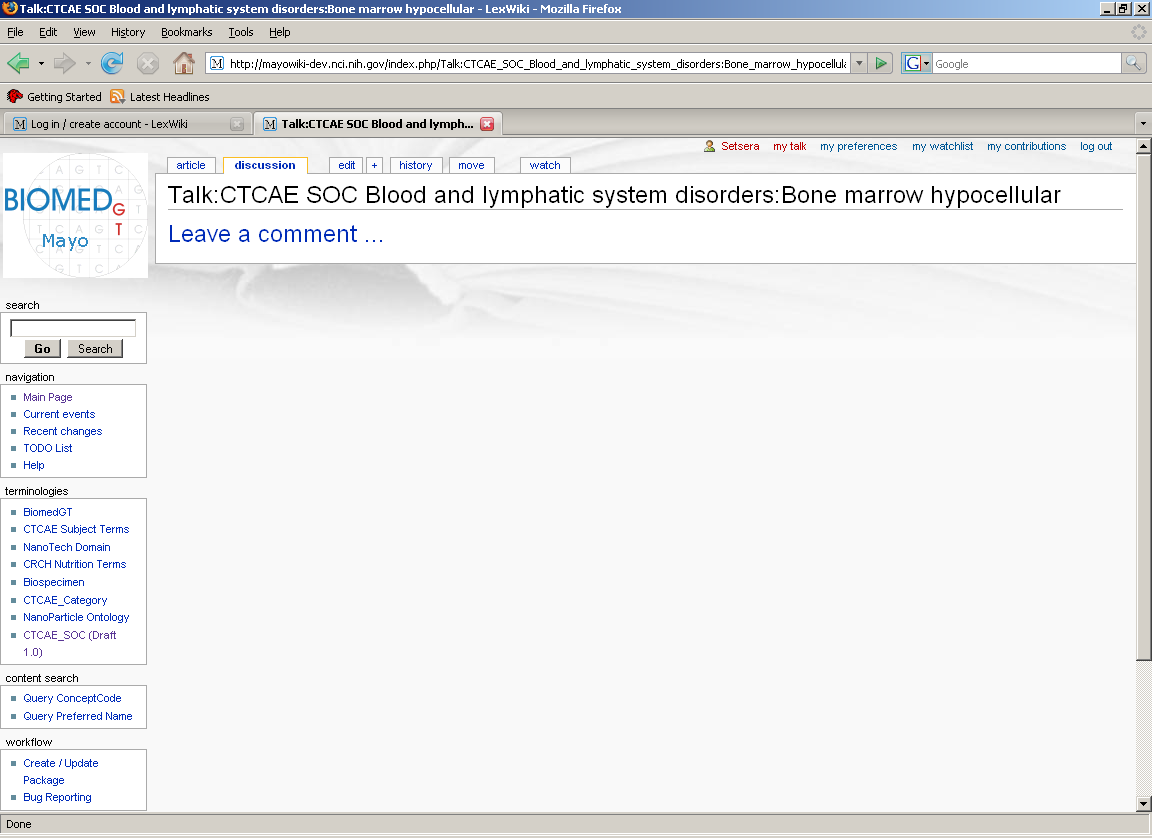 Talk:CTCAE SOC Blood and lymphatic system disorders:Bone marrow hypocellular - LexWiki - Mozilla Firefox
File Edit View History Bookmarks Tools Help
http://mayowiki-dev.nci.nih.gov/index.php/Talk:CTCAE_SOC_Blood_and_lymphatic_system_disorders:Bone_marrow_hypocellula
Google
Getting Started Latest Headlines
Log in / create account - LexWiki
Talk:CTCAE SOC Blood and lymph...
Setsera my talk my preferences my watchlist my contributions log out
article discussion edit + history move watch
BIOMED GT
Mayo
Talk:CTCAE SOC Blood and lymphatic system disorders:Bone marrow hypocellular
Leave a comment ...
search
Go Search
navigation
Main Page
Current events
Recent changes
TODO List
Help
terminologies
BiomedGT
CTCAE Subject Terms
NanoTech Domain
CRCH Nutrition Terms
Biospecimen
CTCAE_Category
NanoParticle Ontology
CTCAE_SOC (Draft
1.0)
content search
Query ConceptCode
Query Preferred Name
workflow
Create / Update
Package
Bug Reporting
Done